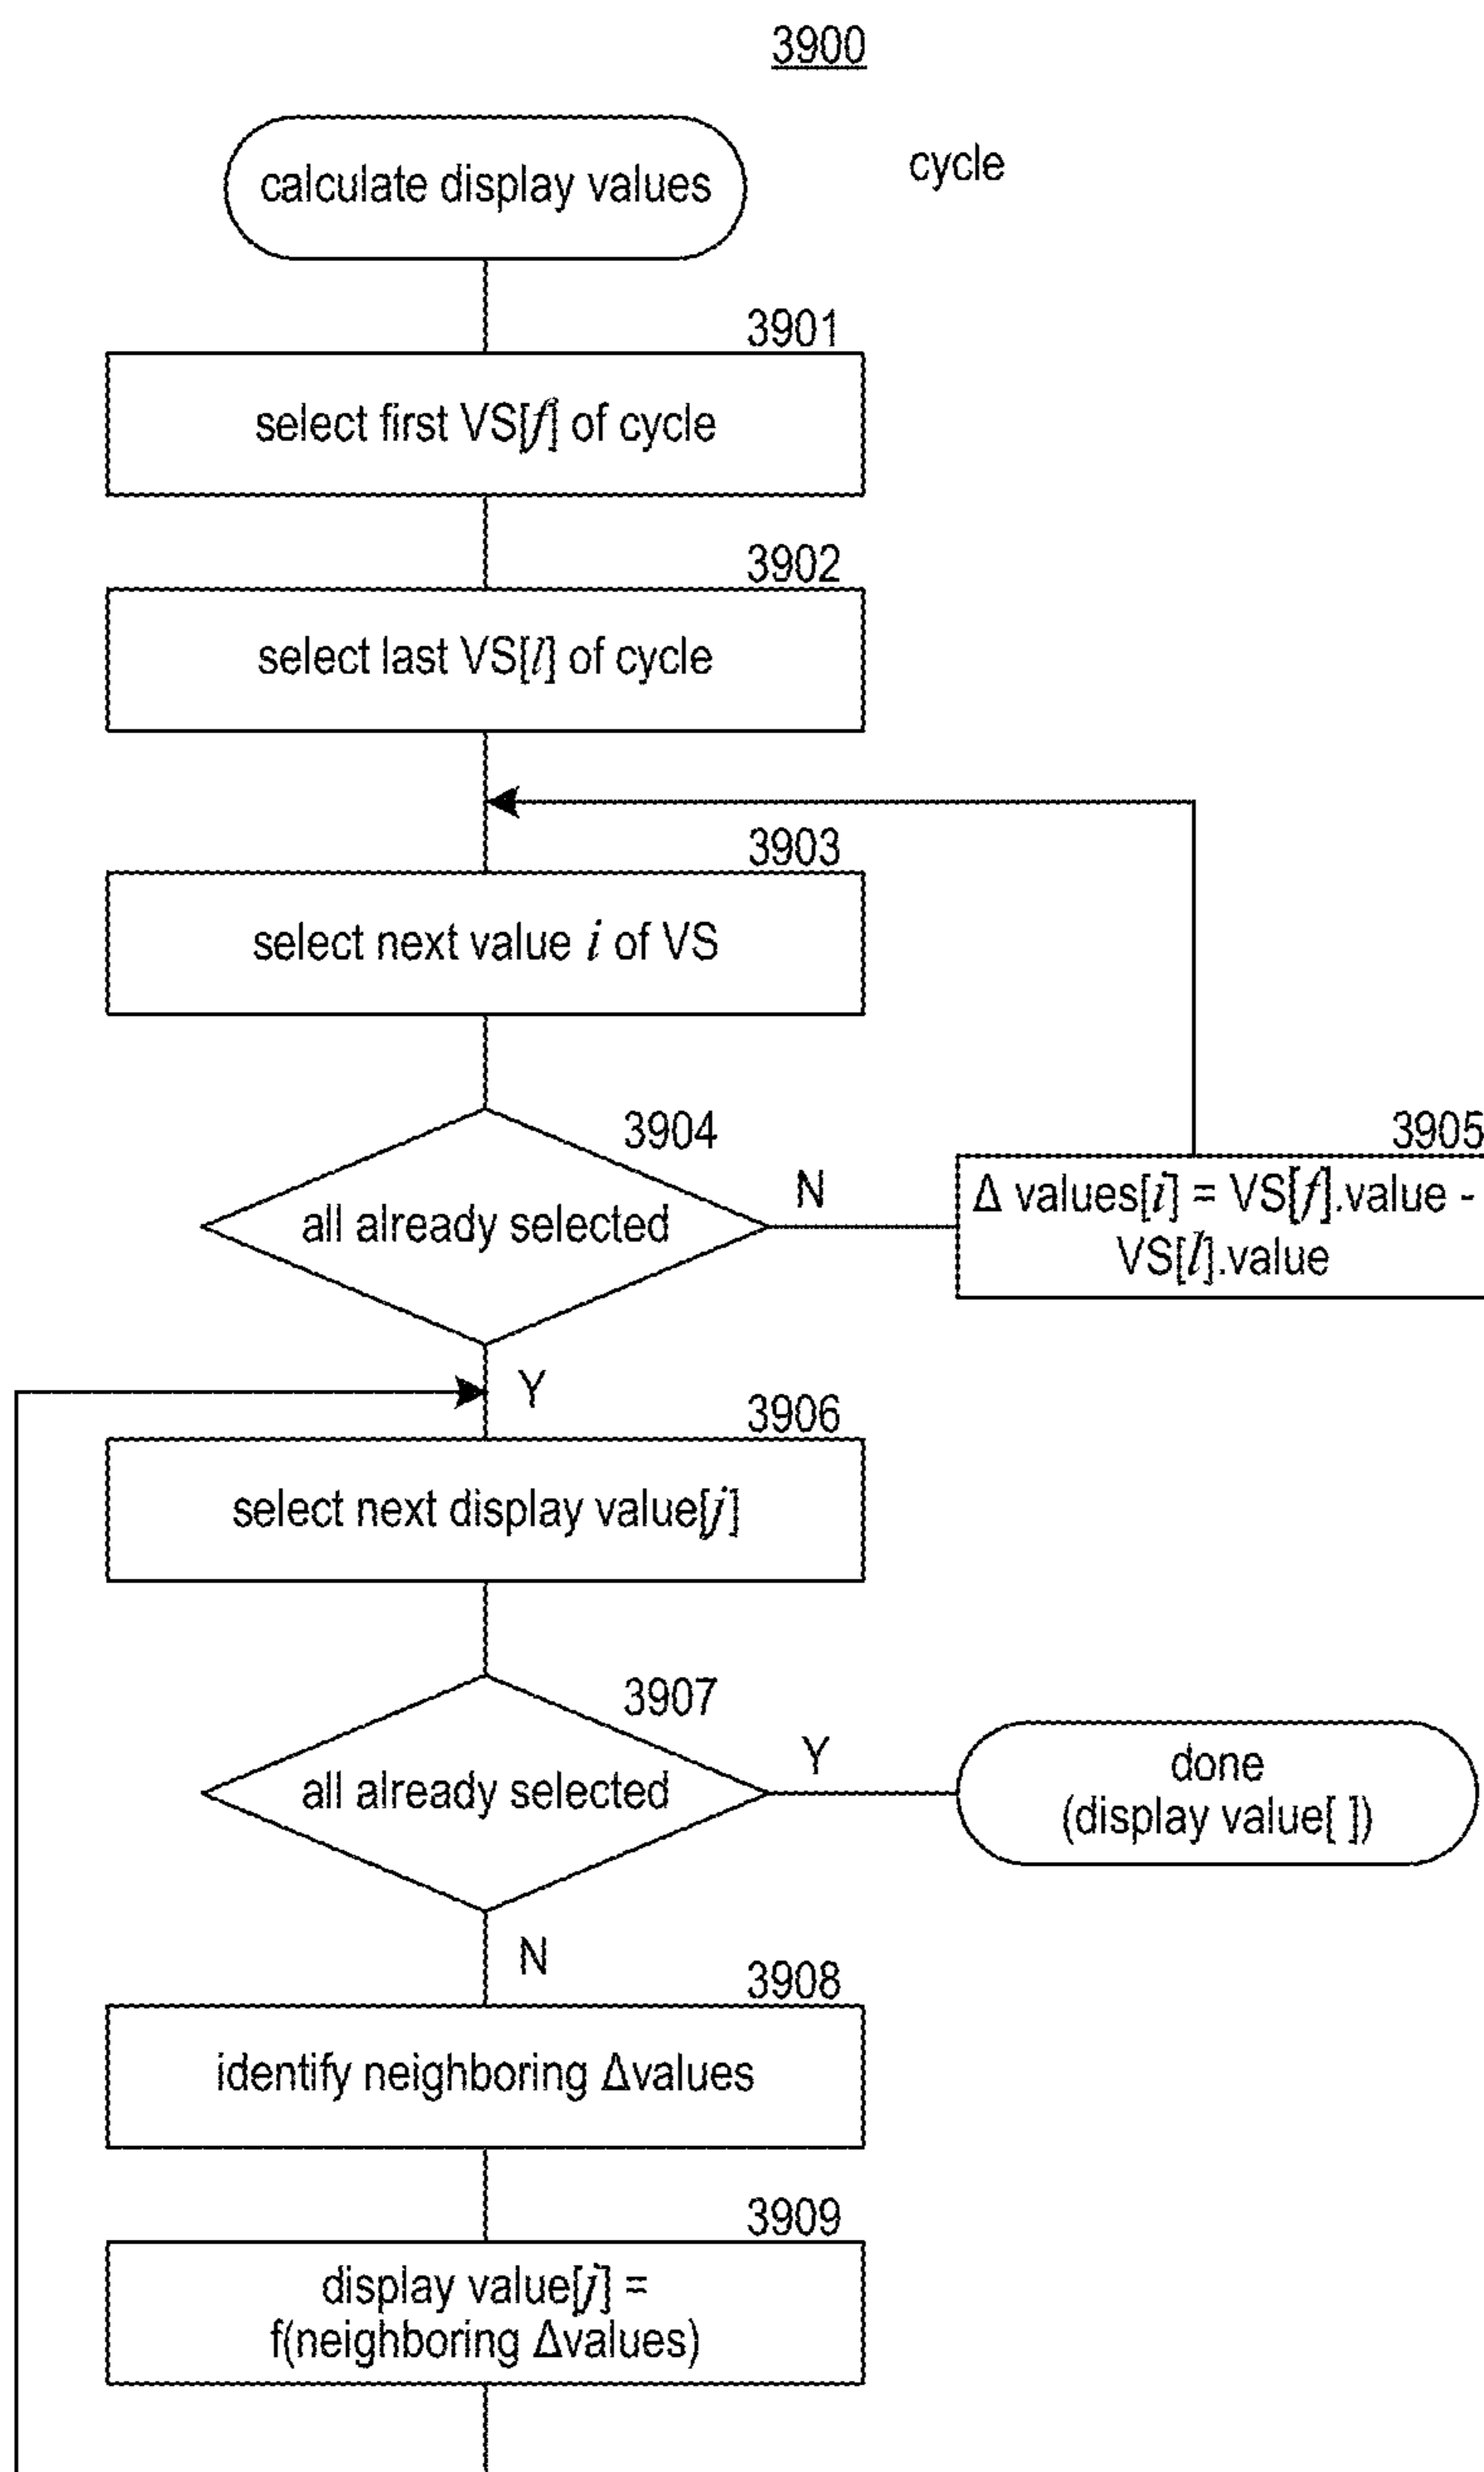 3900
calculate display values
cycle
3901
select first VS[f] of cycle
3902
select last VS[l] of cycle
3903
select next value i of VS
3904
all already selected
N
3905
Δ values[i] = VS[f].value -
VS[l].value
Y
3906
select next display value[j]
3907
all already selected
Y
done
(display value[ ])
N
3908
identify neighboring Δvalues
3909
display value[j] =
f(neighboring Δvalues)